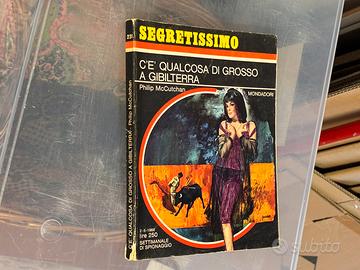 SEGRETISSIMO
C'E' QUALCOSA DI GROSSO
A GIBILTERRA
Philip McCutchan
MONDADORI
lire 250
SETTIMANALE
DI SPIONAGGIO
C'E' QUALCOSA DI GROSSO A GIBILTERRA - Philip McCutchan
subito